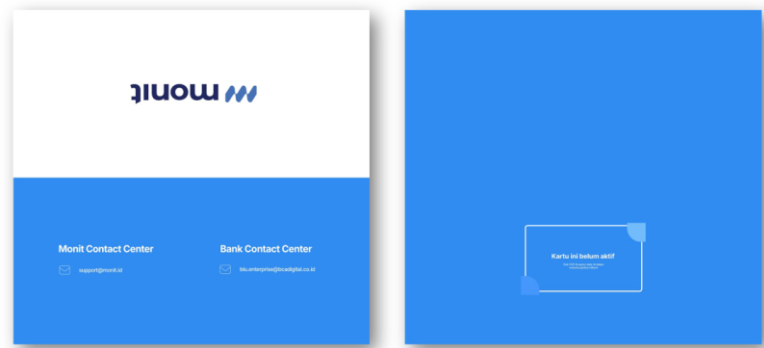 monit
Monit Contact Center
support@monit.id
Bank Contact Center
blu.enterprise@bcadigital.co.id
Kartu ini belum aktif